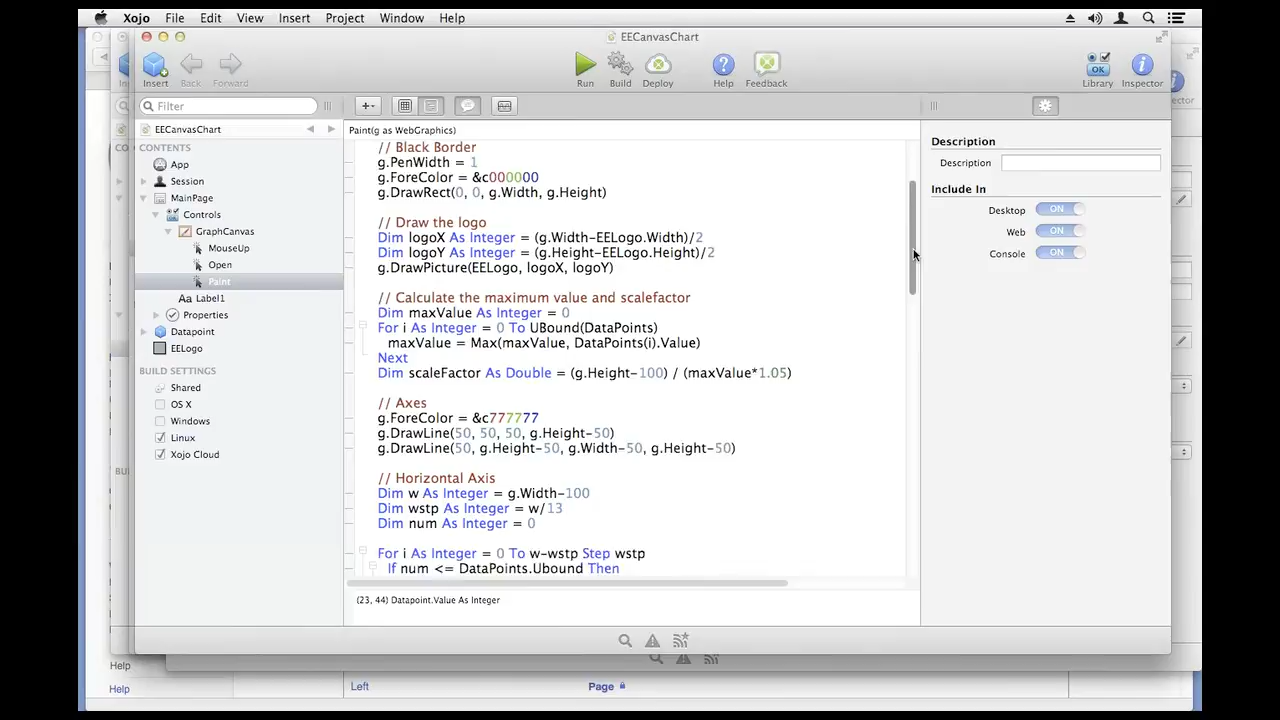 Xojo File Edit View Insert Project Window Help
EECanvasChart
Insert Back Forward Run Build Deploy Help Feedback Library Inspector
OK
Filter
EECanvasChart
CONTENTS
App
Session
MainPage
Controls
GraphCanvas
MouseUp
Open
Paint
Label1
Properties
Datapoint
EELogo
BUILD SETTINGS
Shared
OS X
Windows
Linux
Xojo Cloud
Paint(g as WebGraphics)
// Black Border
g.PenWidth = 1
g.ForeColor = &c000000
g.DrawRect(0, 0, g.Width, g.Height)
// Draw the logo
Dim logoX As Integer = (g.Width-EELogo.Width)/2
Dim logoY As Integer = (g.Height-EELogo.Height)/2
g.DrawPicture(EELogo, logoX, logoY)
// Calculate the maximum value and scalefactor
Dim maxValue As Integer = 0
For i As Integer = 0 To UBound(DataPoints)
maxValue = Max(maxValue, DataPoints(i).Value)
Next
Dim scaleFactor As Double = (g.Height-100) / (maxValue*1.05)
// Axes
g.ForeColor = &c777777
g.DrawLine(50, 50, 50, g.Height-50)
g.DrawLine(50, g.Height-50, g.Width-50, g.Height-50)
// Horizontal Axis
Dim w As Integer = g.Width-100
Dim wstp As Integer = w/13
Dim num As Integer = 0
For i As Integer = 0 To w-wstp Step wstp
If num <= DataPoints.Ubound Then
(23, 44) Datapoint.Value As Integer
Description
Description
Include In
Desktop ON
Web ON
Console ON
Help
Help
Left
Page